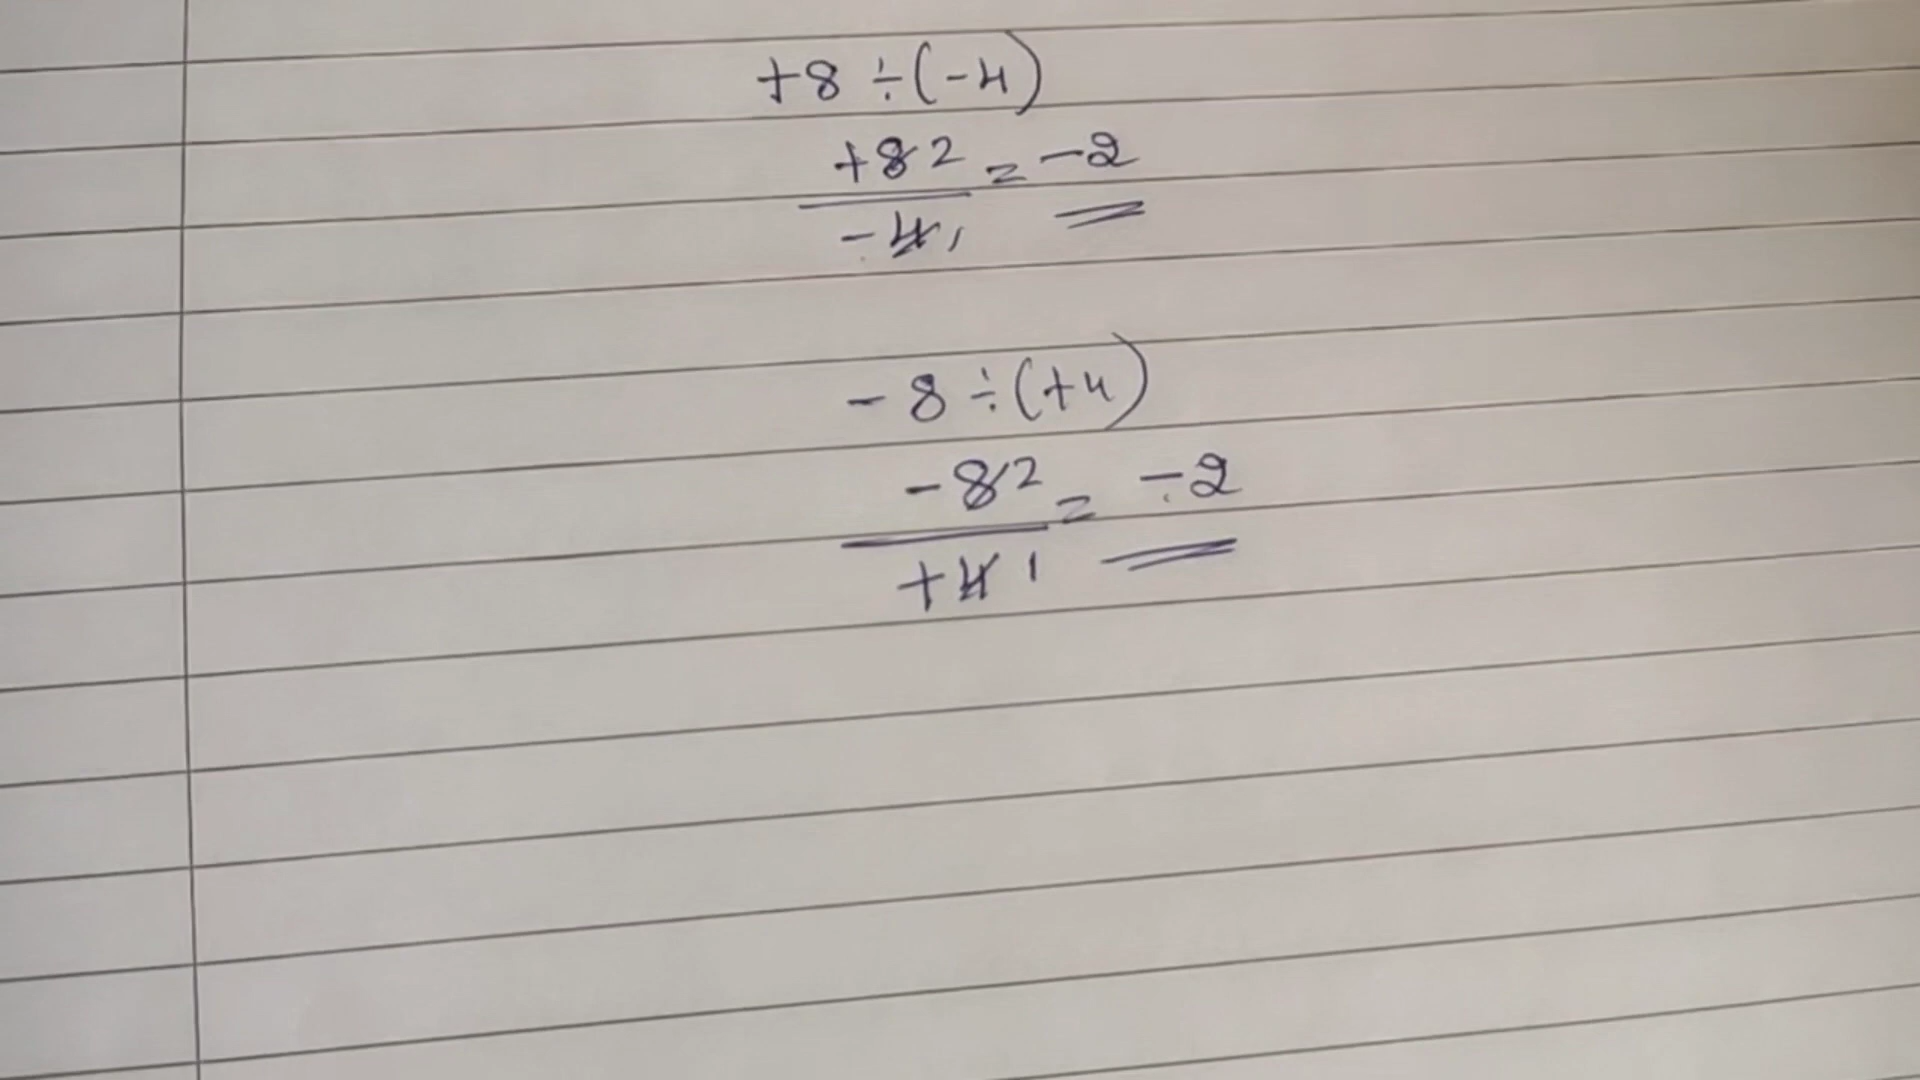 +8 ÷ (-4)
+8 2 = -2
-4 1
-8 ÷ (+4)
-8 2 = -2
+4 1